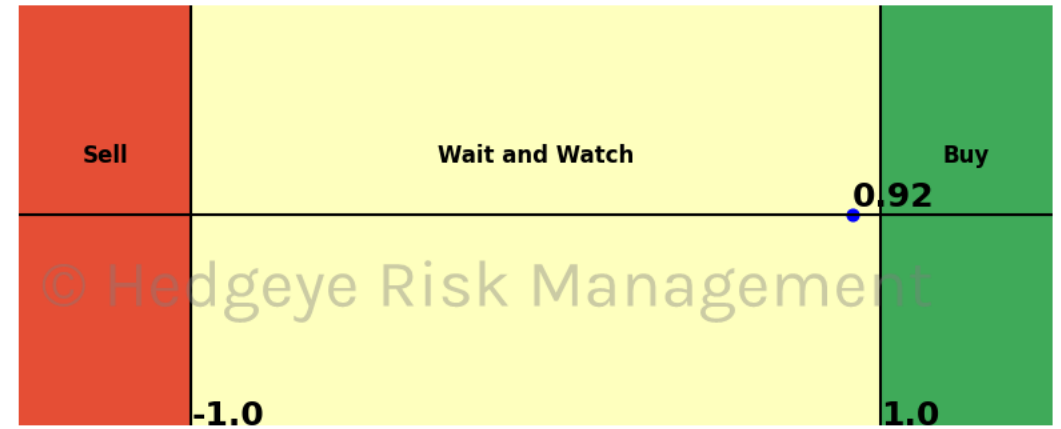 Sell
Wait and Watch
Buy
0.92
© Hedgeye Risk Management
-1.0
1.0